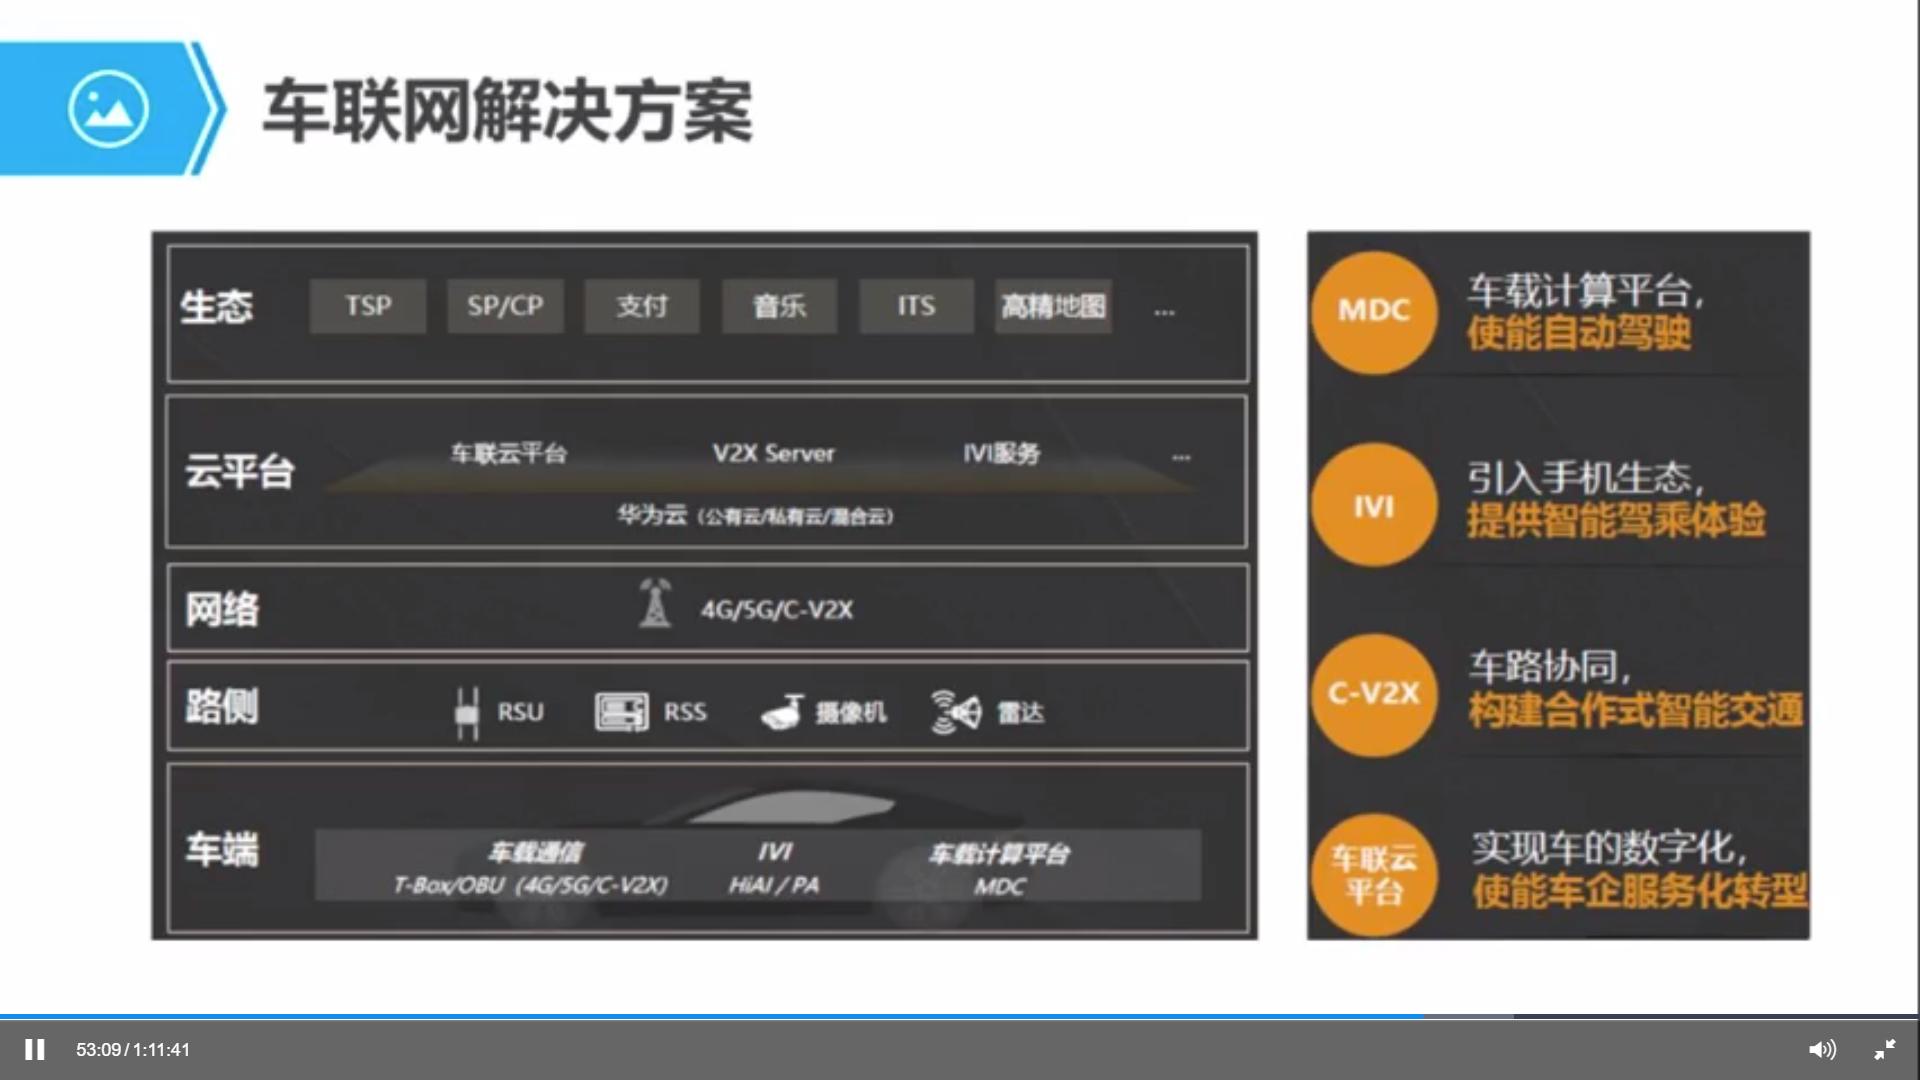 车联网解决方案
生态 TSP SP/CP 支付 音乐 ITS 高精地图 ...
云平台 车联云平台 V2X Server IVI服务 ...
华为云（公有云/私有云/混合云）
网络 4G/5G/C-V2X
路侧 RSU RSS 摄像机 雷达
车端 车载通信 IVI 车载计算平台
T-Box/OBU（4G/5G/C-V2X） HiAI / PA MDC
MDC 车载计算平台，
使能自动驾驶
IVI 引入手机生态，
提供智能驾乘体验
C-V2X 车路协同，
构建合作式智能交通
车联云
平台
实现车的数字化，
使能车企服务化转型
53:09/1:11:41